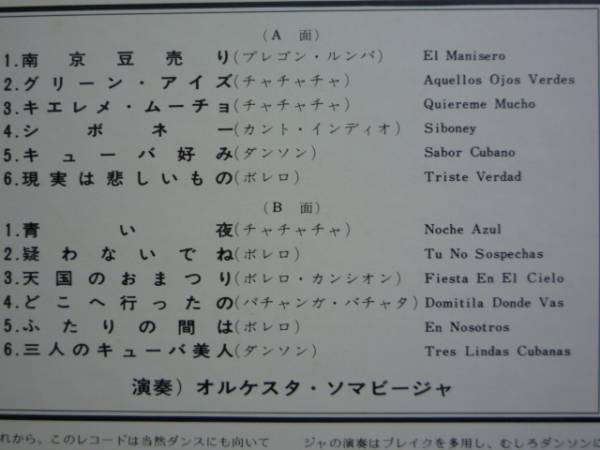 (A 面)
1.南京豆売り(プレゴン・ルンバ) El Manisero
2.グリーン・アイズ(チャチャチャ) Aquellos Ojos Verdes
3.キエレメ・ムーチョ(チャチャチャ) Quiereme Mucho
4.シボネー(カント・インディオ) Siboney
5.キューバ好み(ダンソン) Sabor Cubano
6.現実は悲しいもの(ボレロ) Triste Verdad
(B 面)
1.青い夜(チャチャチャ) Noche Azul
2.疑わないでね(ボレロ) Tu No Sospechas
3.天国のおまつり(ボレロ・カンシオン) Fiesta En El Cielo
4.どこへ行ったの(パチャンガ・バチャタ) Domitila Donde Vas
5.ふたりの間は(ボレロ) En Nosotros
6.三人のキューバ美人(ダンソン) Tres Lindas Cubanas
演奏) オルケスタ・ソマビージャ
れから、このレコードは当然ダンスにも向いて
ジャの演奏はブレイクを多用し、むしろダンソンに